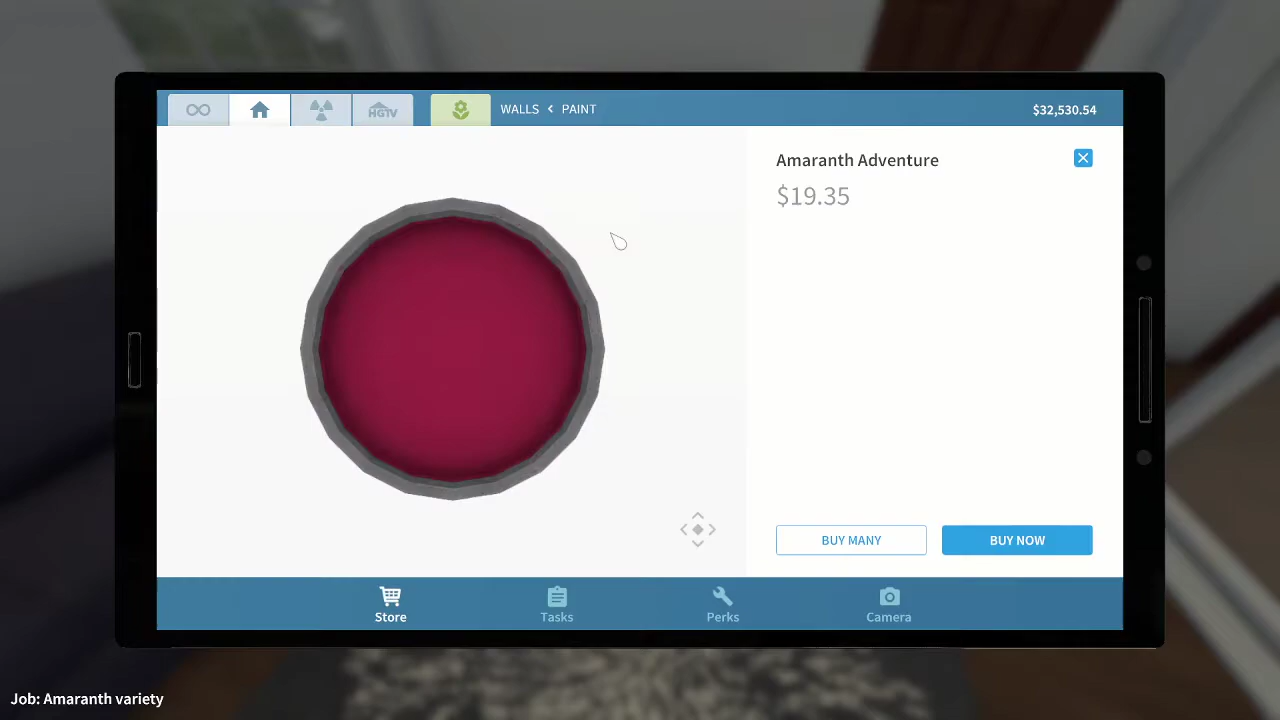 HGTV
WALLS < PAINT
$32,530.54
Amaranth Adventure
$19.35
BUY MANY
BUY NOW
Store
Tasks
Perks
Camera
Job: Amaranth variety